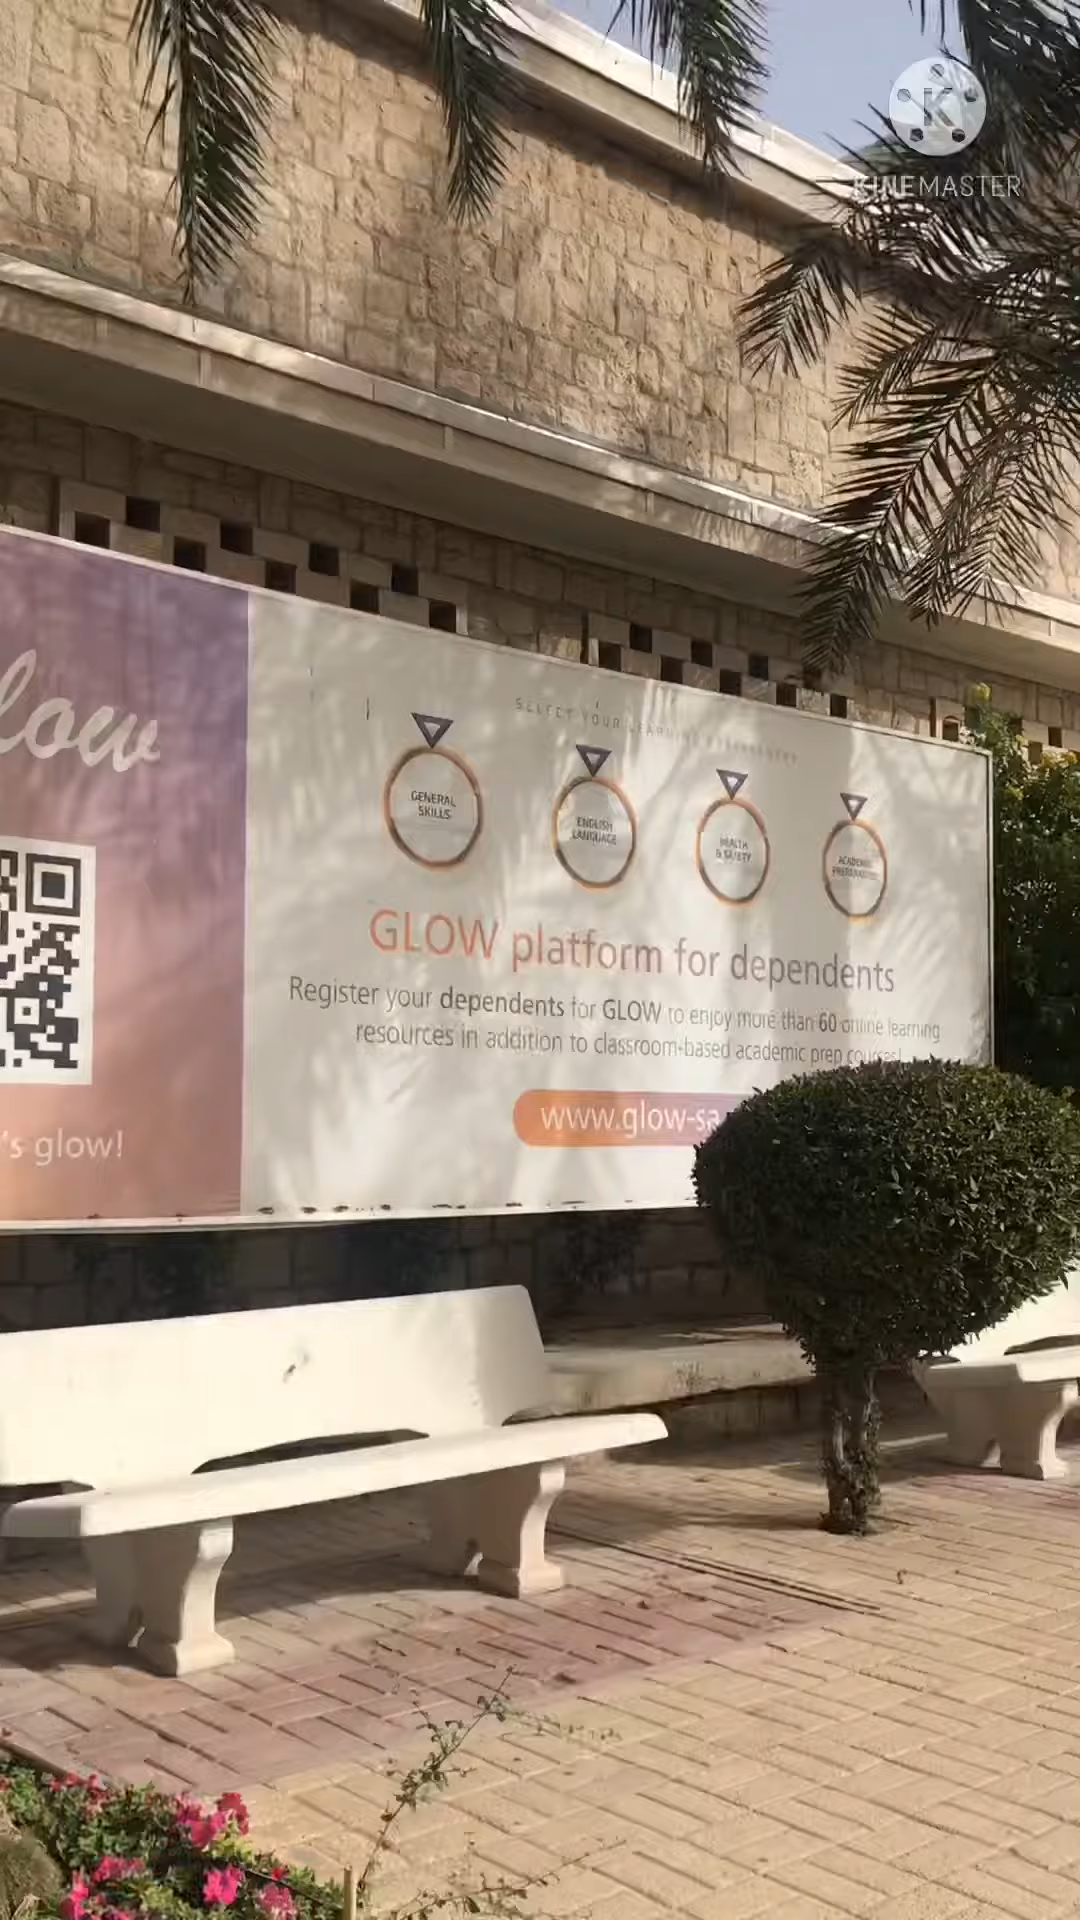 KINEMASTER
low
's glow!
SELECT YOUR LEARNING
GENERAL
SKILLS
ENGLISH
LANGUAGE
HEALTH
& SAFETY
ACADEMIC
GLOW platform for dependents
Register your dependents for GLOW to enjoy more than 60 online learning
resources in addition to classroom-based academic prep courses!
www.glow-sa.